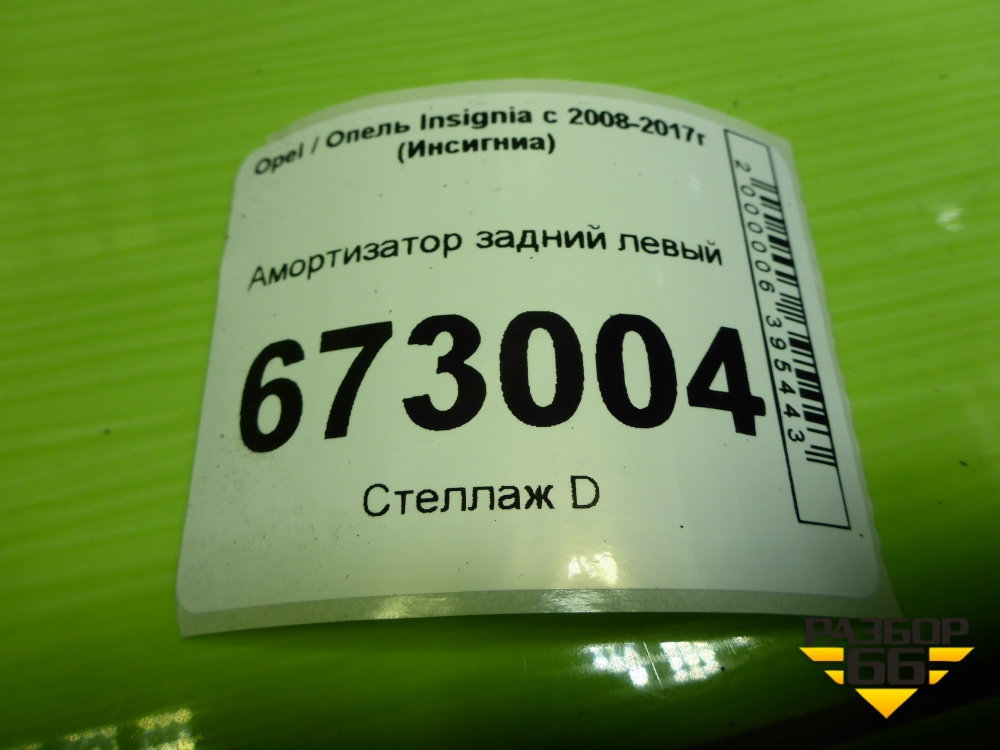 Opel / Опель Insignia с 2008-2017г
(Инсигниа)
Амортизатор задний левый
673004
Стеллаж D
2000006395443
РАЗБОР
66